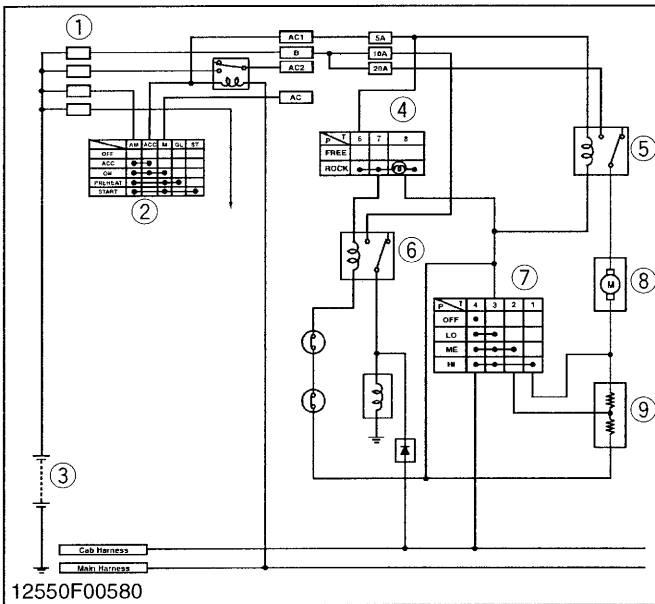 1
AC1 5A
B 10A
AC2 20A
AC
4
P T 6 7 8
FREE
ROCK
5
AM ACC M GL ST
OFF
ACC
ON
PREHEAT
START
2
6
7
P T 4 3 2 1
OFF
LO
ME
HI
M 8
9
3
Cab Harness
Main Harness
12550F00580